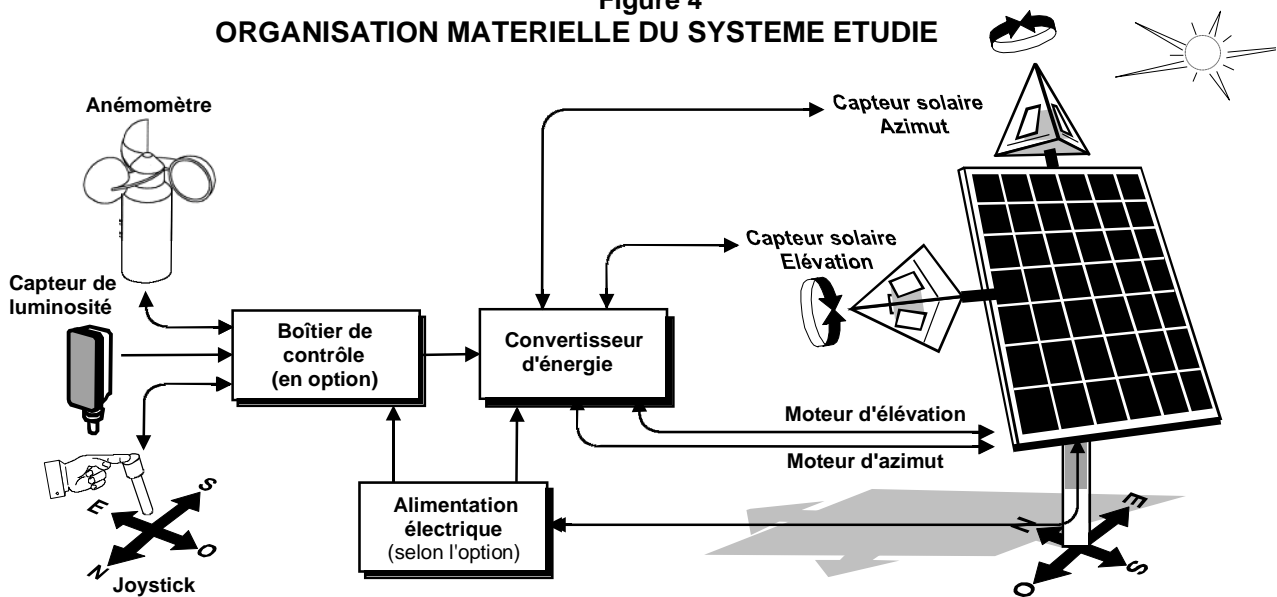 Figure 4
ORGANISATION MATERIELLE DU SYSTEME ETUDIE
Anémomètre
Capteur solaire
Azimut
Capteur solaire
Elévation
Capteur de
luminosité
Boîtier de
contrôle
(en option)
Convertisseur
d'énergie
Moteur d'élévation
Moteur d'azimut
Alimentation
électrique
(selon l'option)
S
E
O
N
Joystick
E
N
S
O